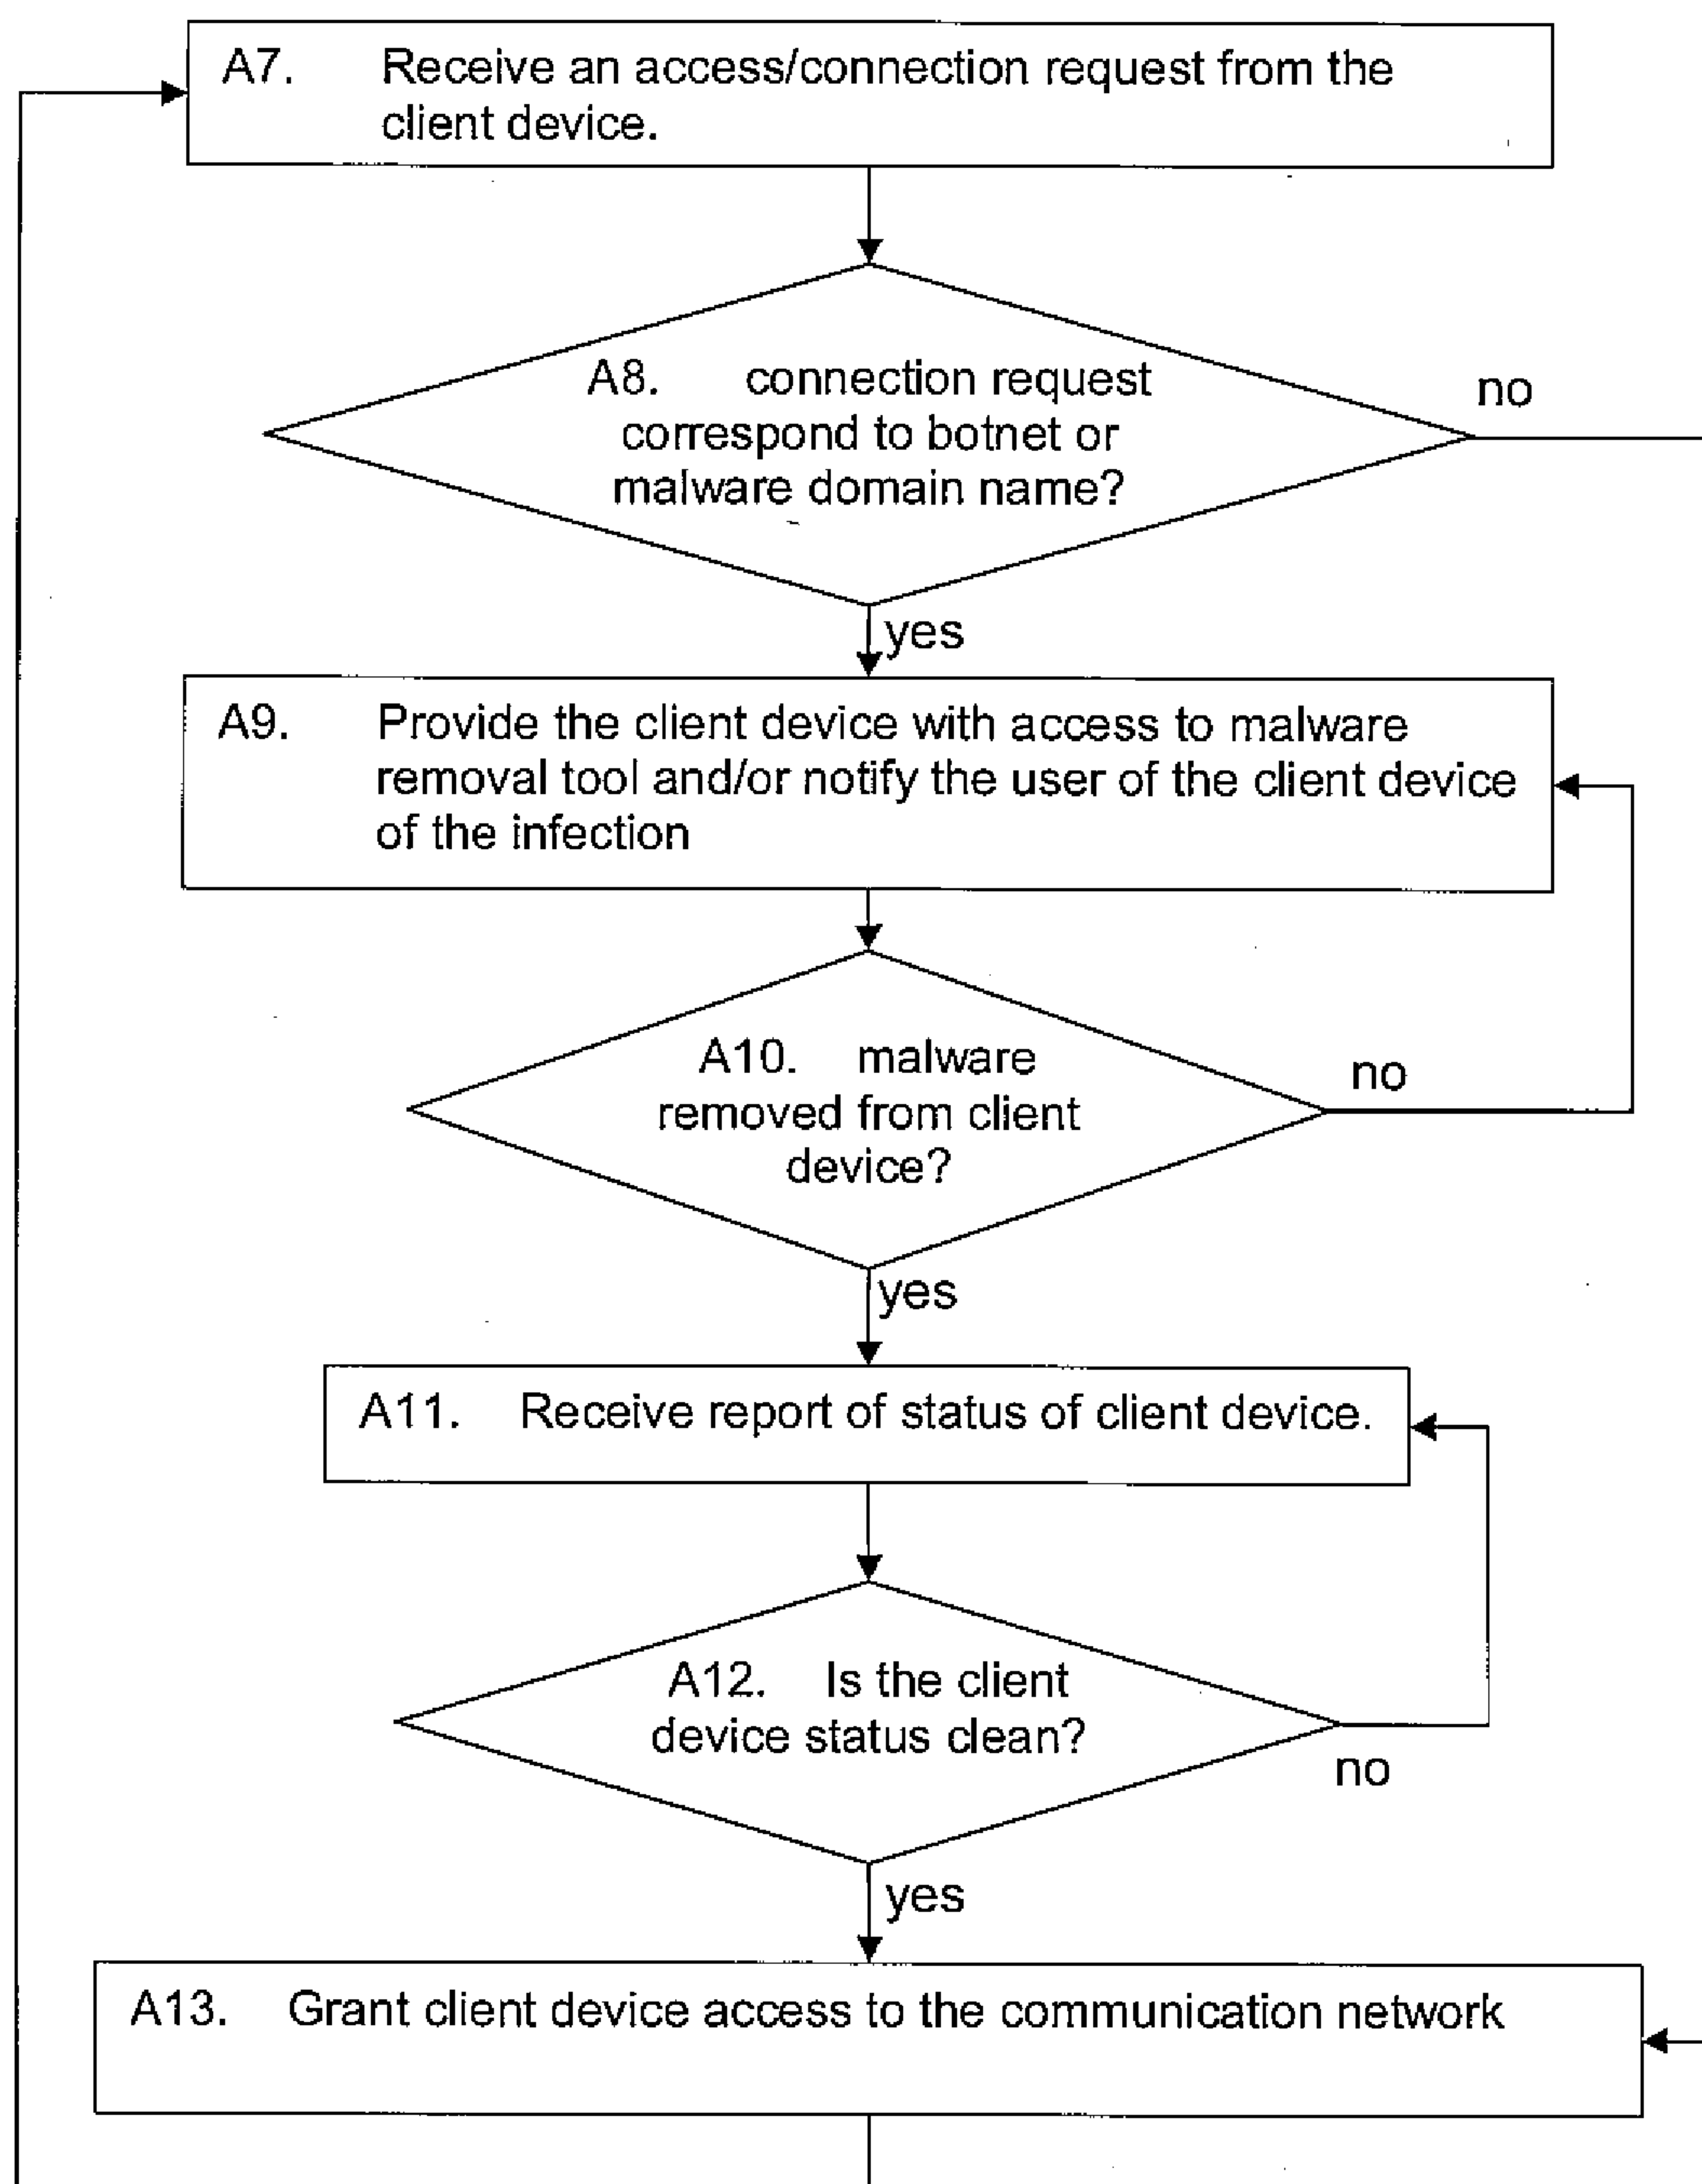 A7. Receive an access/connection request from the
client device.
A8. connection request
correspond to botnet or
malware domain name?
no
yes
A9. Provide the client device with access to malware
removal tool and/or notify the user of the client device
of the infection
A10. malware
removed from client
device?
no
yes
A11. Receive report of status of client device.
A12. Is the client
device status clean?
no
yes
A13. Grant client device access to the communication network